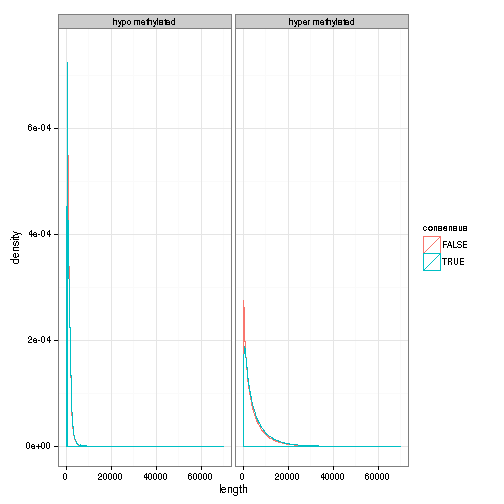 hypo methylated
hyper methylated
6e-04
4e-04
2e-04
0e+00
density
0
20000
40000
60000
0
20000
40000
60000
length
consensus
FALSE
TRUE